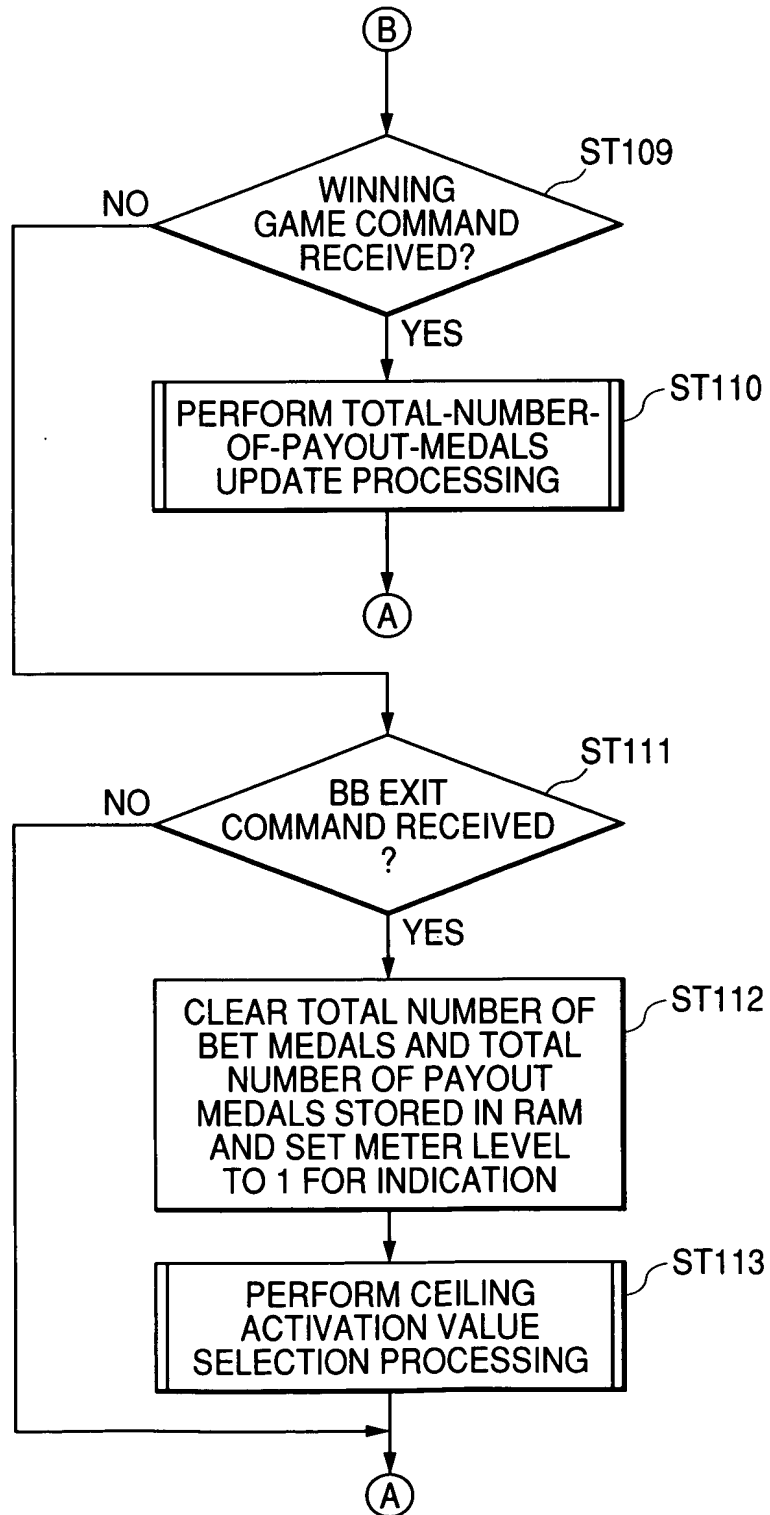 B
ST109
WINNING
GAME COMMAND
RECEIVED?
NO
YES
ST110
PERFORM TOTAL-NUMBER-
OF-PAYOUT-MEDALS
UPDATE PROCESSING
A
ST111
BB EXIT
COMMAND RECEIVED
?
NO
YES
ST112
CLEAR TOTAL NUMBER OF
BET MEDALS AND TOTAL
NUMBER OF PAYOUT
MEDALS STORED IN RAM
AND SET METER LEVEL
TO 1 FOR INDICATION
ST113
PERFORM CEILING
ACTIVATION VALUE
SELECTION PROCESSING
A